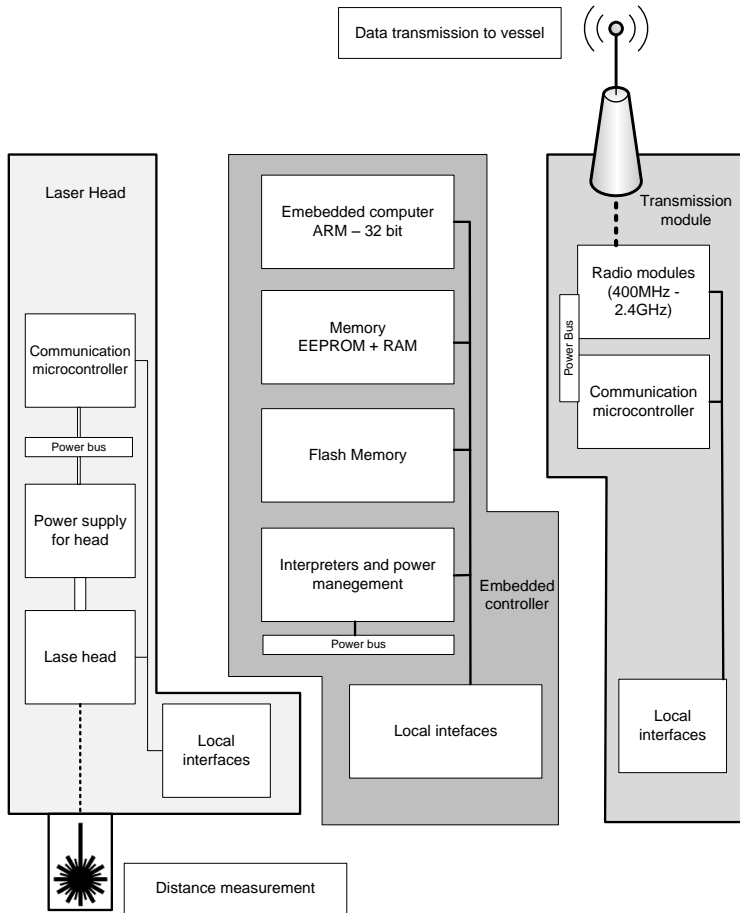 Data transmission to vessel
Laser Head
Communication
microcontroller
Power bus
Power supply
for head
Lase head
Local
interfaces
Distance measurement
Emebedded computer
ARM – 32 bit
Memory
EEPROM + RAM
Flash Memory
Interpreters and power
manegement
Power bus
Embedded
controller
Local intefaces
Transmission
module
Radio modules
(400MHz -
2.4GHz)
Power Bus
Communication
microcontroller
Local
interfaces